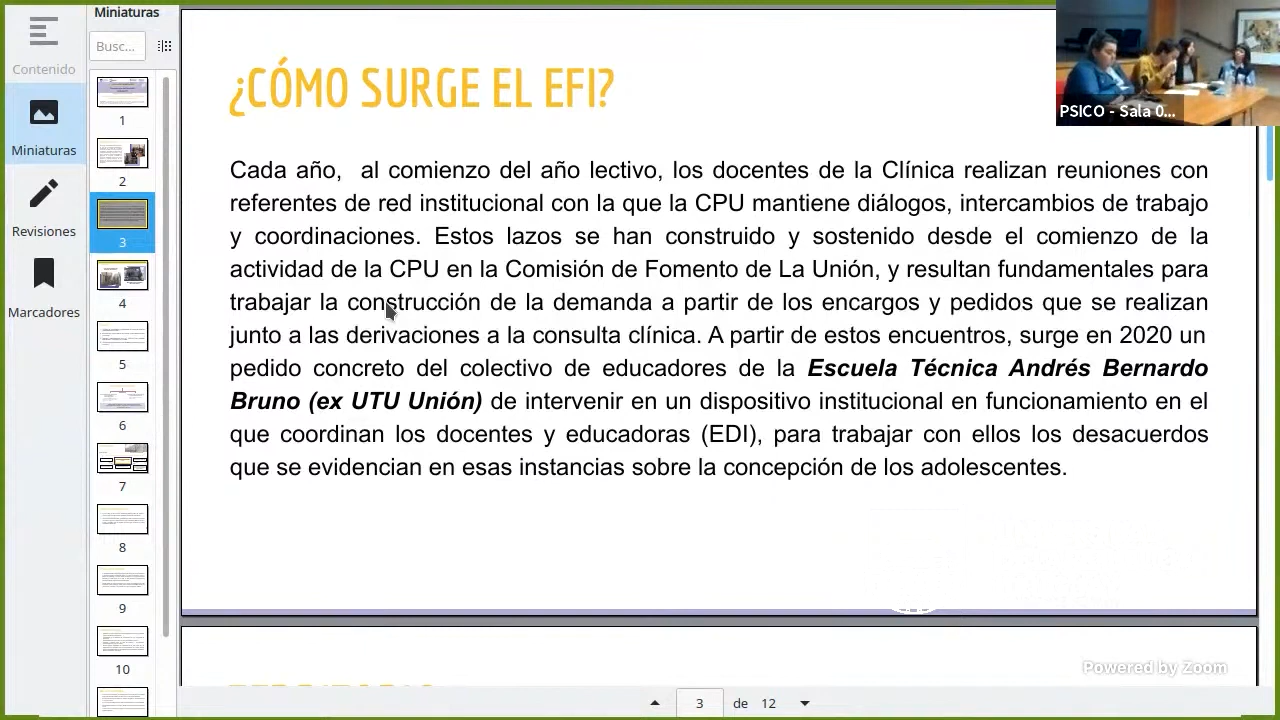 Contenido
Miniaturas
Revisiones
Marcadores
Miniaturas
Busc...
1
2
3
4
5
6
7
8
9
10
¿CÓMO SURGE EL EFI?
Cada año, al comienzo del año lectivo, los docentes de la Clínica realizan reuniones con
referentes de red institucional con la que la CPU mantiene diálogos, intercambios de trabajo
y coordinaciones. Estos lazos se han construido y sostenido desde el comienzo de la
actividad de la CPU en la Comisión de Fomento de La Unión, y resultan fundamentales para
trabajar la construcción de la demanda a partir de los encargos y pedidos que se realizan
junto a las derivaciones a la consulta clínica. A partir de estos encuentros, surge en 2020 un
pedido concreto del colectivo de educadores de la Escuela Técnica Andrés Bernardo
Bruno (ex UTU Unión) de intervenir en un dispositivo institucional en funcionamiento en el
que coordinan los docentes y educadoras (EDI), para trabajar con ellos los desacuerdos
que se evidencian en esas instancias sobre la concepción de los adolescentes.
PSICO - Sala 0...
Powered by Zoom
3 de 12